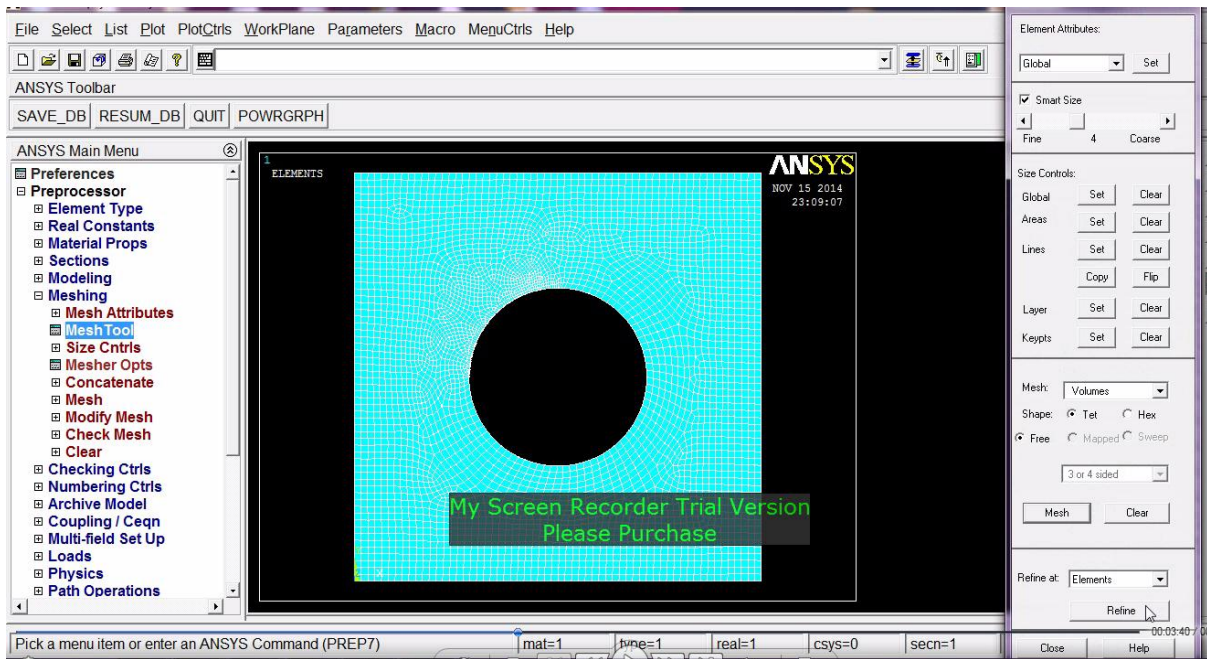 File Select List Plot PlotCtrls WorkPlane Parameters Macro MenuCtrls Help
ANSYS Toolbar
SAVE_DB RESUM_DB QUIT POWRGRPH
ANSYS Main Menu
Preferences
Preprocessor
Element Type
Real Constants
Material Props
Sections
Modeling
Meshing
Mesh Attributes
MeshTool
Size Cntrls
Mesher Opts
Concatenate
Mesh
Modify Mesh
Check Mesh
Clear
Checking Ctrls
Numbering Ctrls
Archive Model
Coupling / Ceqn
Multi-field Set Up
Loads
Physics
Path Operations
1
ELEMENTS
ANSYS
NOV 15 2014
23:09:07
My Screen Recorder Trial Version
Please Purchase
X
Element Attributes:
Global Set
Smart Size
Fine 4 Coarse
Size Controls:
Global Set Clear
Areas Set Clear
Lines Set Clear
Copy Flip
Layer Set Clear
Keypts Set Clear
Mesh: Volumes
Shape: Tet Hex
Free Mapped Sweep
3 or 4 sided
Mesh Clear
Refine at: Elements
Refine
00:03:40
Close Help
Pick a menu item or enter an ANSYS Command (PREP7) mat=1 type=1 real=1 csys=0 secn=1